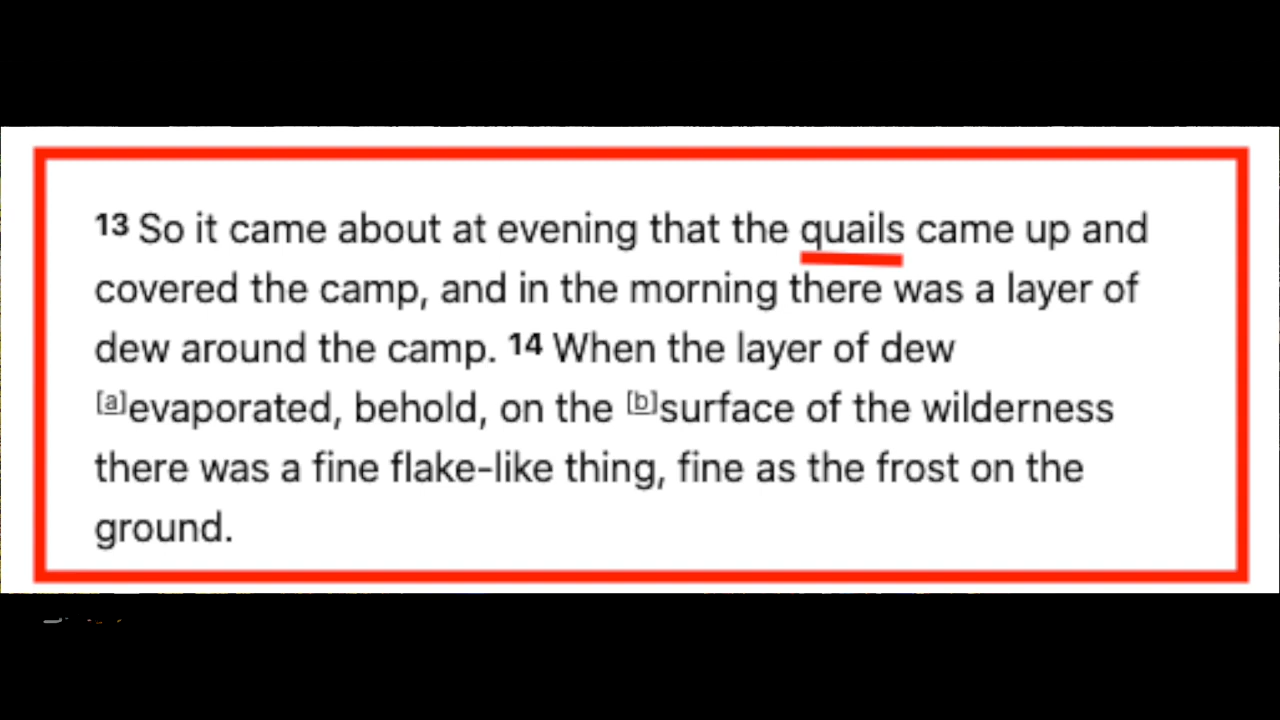 13 So it came about at evening that the quails came up and
covered the camp, and in the morning there was a layer of
dew around the camp. 14 When the layer of dew
[a]evaporated, behold, on the [b]surface of the wilderness
there was a fine flake-like thing, fine as the frost on the
ground.